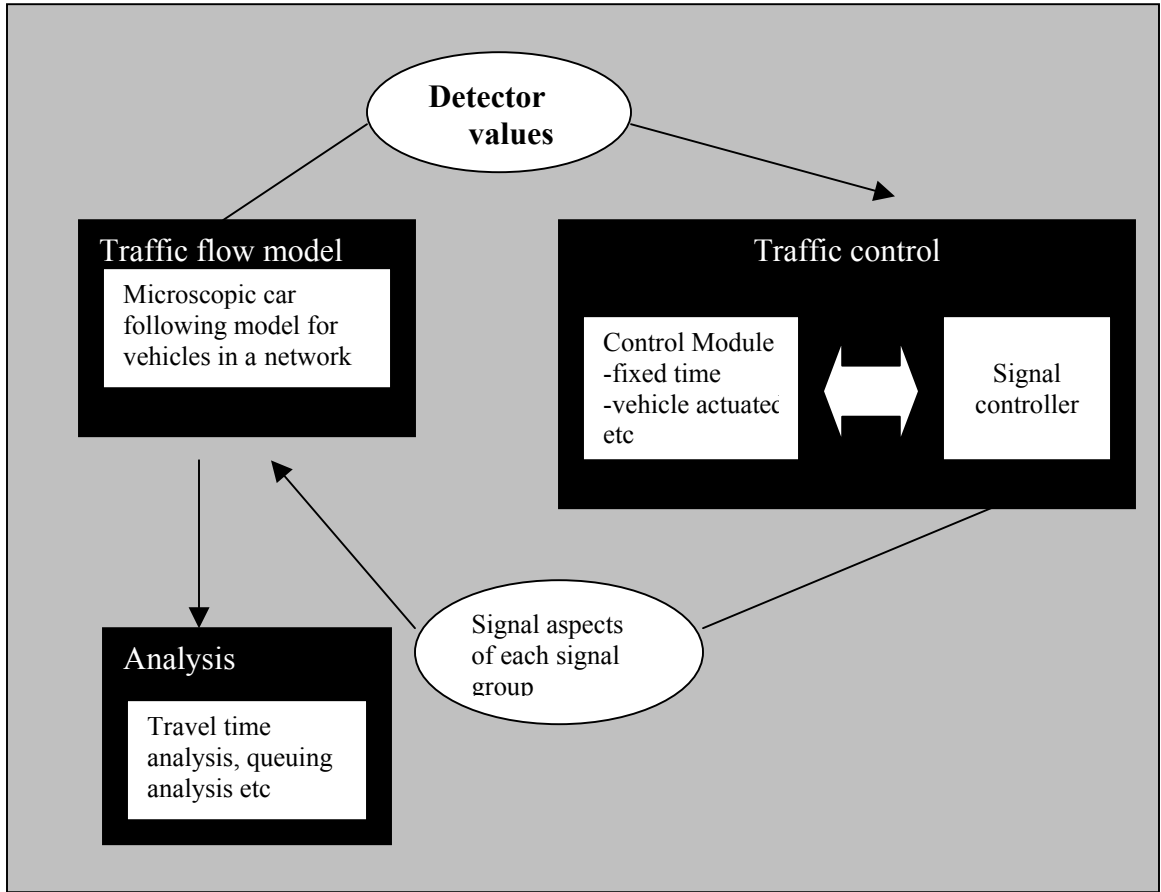 Detector
values
Traffic flow model
Microscopic car
following model for
vehicles in a network
Traffic control
Control Module
-fixed time
-vehicle actuated
etc
Signal
controller
Signal aspects
of each signal
group
Analysis
Travel time
analysis, queuing
analysis etc